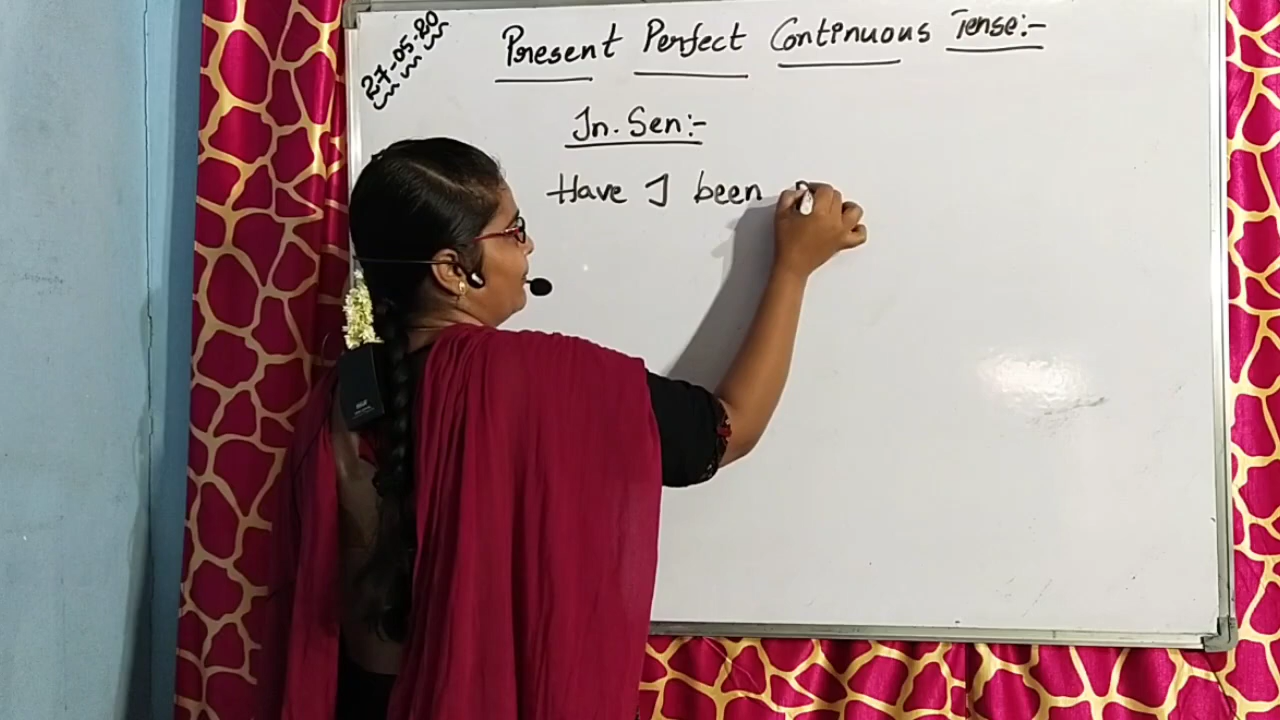 27-05-20
Present Perfect Continuous Tense:-
In. Sen:-
Have I been